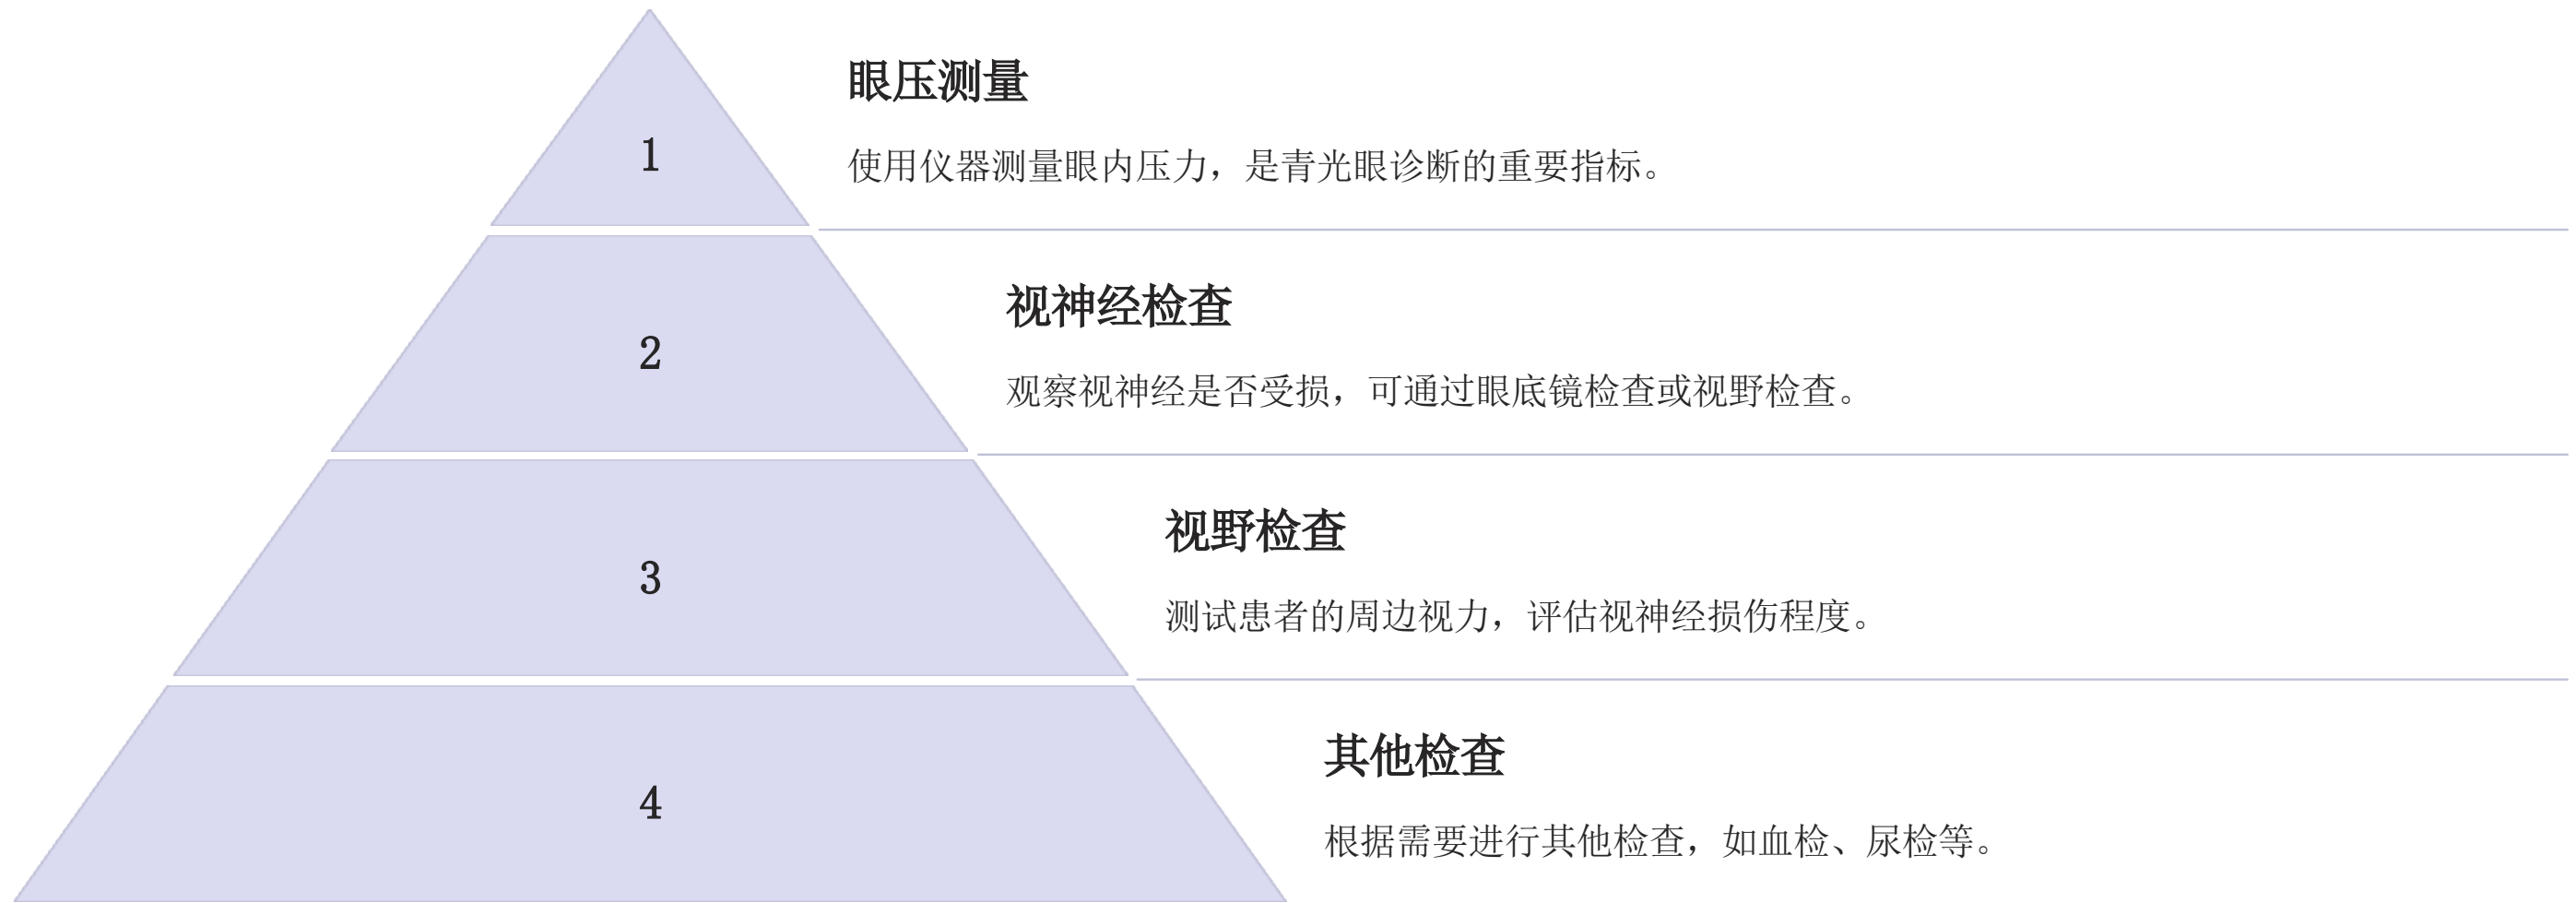 1
眼压测量
使用仪器测量眼内压力，是青光眼诊断的重要指标。
2
视神经检查
观察视神经是否受损，可通过眼底镜检查或视野检查。
3
视野检查
测试患者的周边视力，评估视神经损伤程度。
4
其他检查
根据需要进行其他检查，如血检、尿检等。